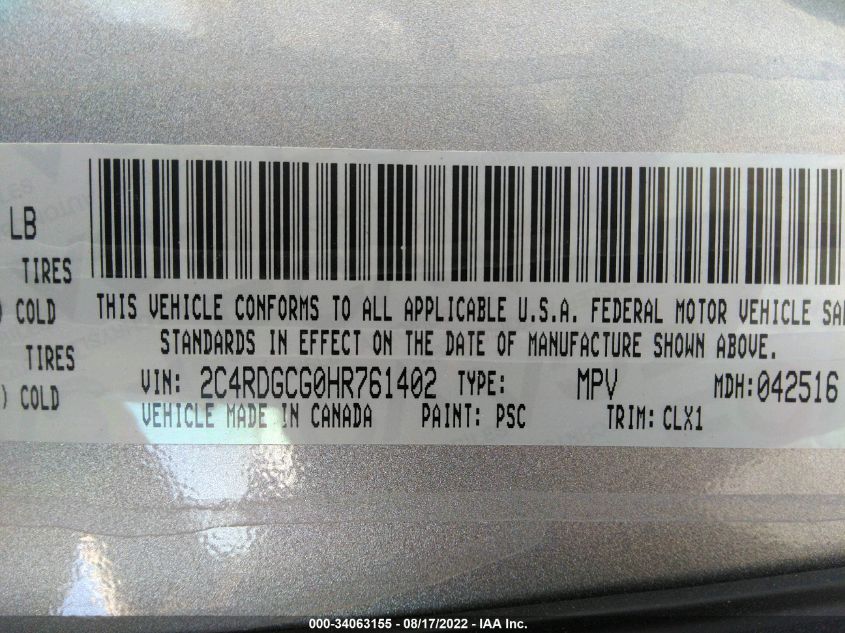 LB
TIRES
) COLD
THIS VEHICLE CONFORMS TO ALL APPLICABLE U.S.A. FEDERAL MOTOR VEHICLE SA
STANDARDS IN EFFECT ON THE DATE OF MANUFACTURE SHOWN ABOVE.
TIRES
) COLD
VIN: 2C4RDGCG0HR761402 TYPE: MPV MDH:042516
VEHICLE MADE IN CANADA PAINT: PSC TRIM: CLX1
000-34063155 - 08/17/2022 - IAA Inc.